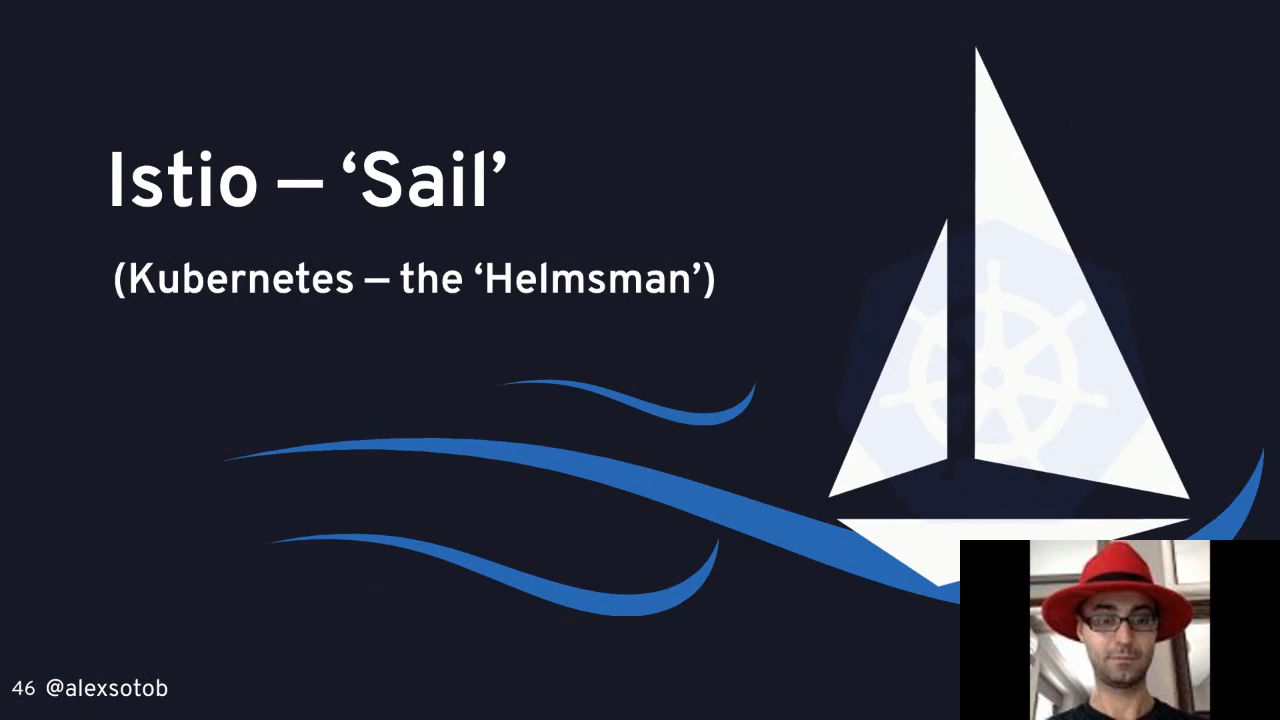 Istio – ‘Sail’
(Kubernetes – the ‘Helmsman’)
46 @alexsotob